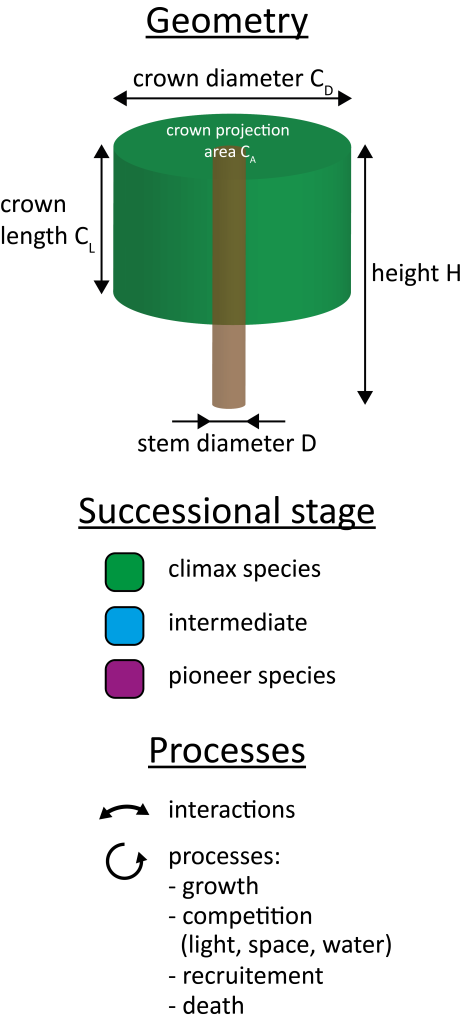 Geometry
crown diameter C_D
crown projection
area C_A
crown
length C_L
height H
stem diameter D
Successional stage
climax species
intermediate
pioneer species
Processes
interactions
processes:
- growth
- competition
(light, space, water)
- recruitement
- death